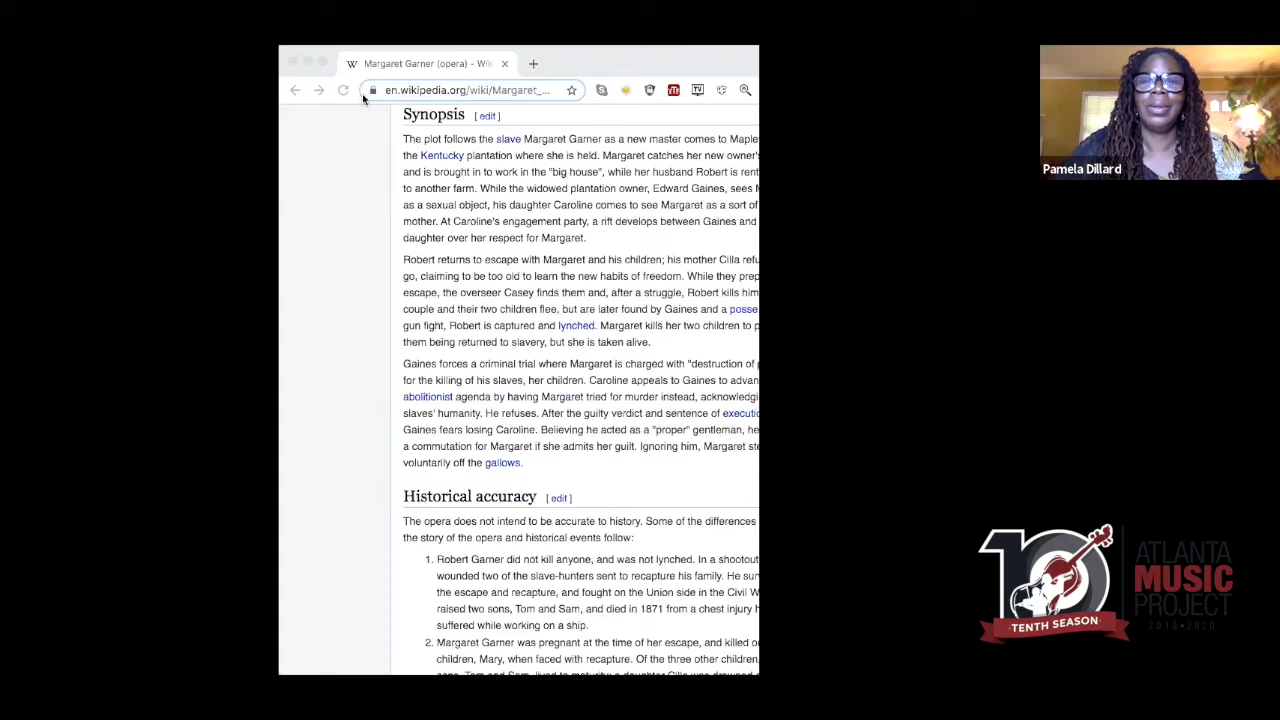 Margaret Garner (opera) - Wik
en.wikipedia.org/wiki/Margaret_...
Synopsis [ edit ]
The plot follows the slave Margaret Garner as a new master comes to Maple
the Kentucky plantation where she is held. Margaret catches her new owner's
and is brought in to work in the "big house", while her husband Robert is rent
to another farm. While the widowed plantation owner, Edward Gaines, sees M
as a sexual object, his daughter Caroline comes to see Margaret as a sort of
mother. At Caroline's engagement party, a rift develops between Gaines and
daughter over her respect for Margaret.
Robert returns to escape with Margaret and his children; his mother Cilla refu
go, claiming to be too old to learn the new habits of freedom. While they prep
escape, the overseer Casey finds them and, after a struggle, Robert kills him
couple and their two children flee, but are later found by Gaines and a posse.
gun fight, Robert is captured and lynched. Margaret kills her two children to p
them being returned to slavery, but she is taken alive.
Gaines forces a criminal trial where Margaret is charged with "destruction of p
for the killing of his slaves, her children. Caroline appeals to Gaines to advan
abolitionist agenda by having Margaret tried for murder instead, acknowledgi
slaves' humanity. He refuses. After the guilty verdict and sentence of executio
Gaines fears losing Caroline. Believing he acted as a "proper" gentleman, he
a commutation for Margaret if she admits her guilt. Ignoring him, Margaret ste
voluntarily off the gallows.
Historical accuracy [ edit ]
The opera does not intend to be accurate to history. Some of the differences
the story of the opera and historical events follow:
1. Robert Garner did not kill anyone, and was not lynched. In a shootout
wounded two of the slave-hunters sent to recapture his family. He surv
the escape and recapture, and fought on the Union side in the Civil W
raised two sons, Tom and Sam, and died in 1871 from a chest injury h
suffered while working on a ship.
2. Margaret Garner was pregnant at the time of her escape, and killed o
children, Mary, when faced with recapture. Of the three other children,
Pamela Dillard
10
TENTH SEASON
ATLANTA
MUSIC
PROJECT
2010•2020